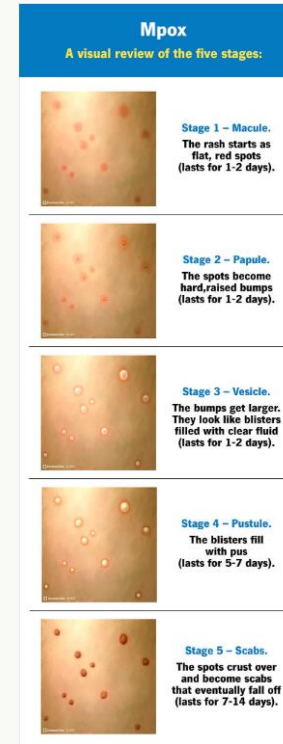 Mpox
A visual review of the five stages:
Stage 1 – Macule.
The rash starts as
flat, red spots
(lasts for 1-2 days).
Stage 2 – Papule.
The spots become
hard,raised bumps
(lasts for 1-2 days).
Stage 3 – Vesicle.
The bumps get larger.
They look like blisters
filled with clear fluid
(lasts for 1-2 days).
Stage 4 – Pustule.
The blisters fill
with pus
(lasts for 5-7 days).
Stage 5 – Scabs.
The spots crust over
and become scabs
that eventually fall off
(lasts for 7-14 days).